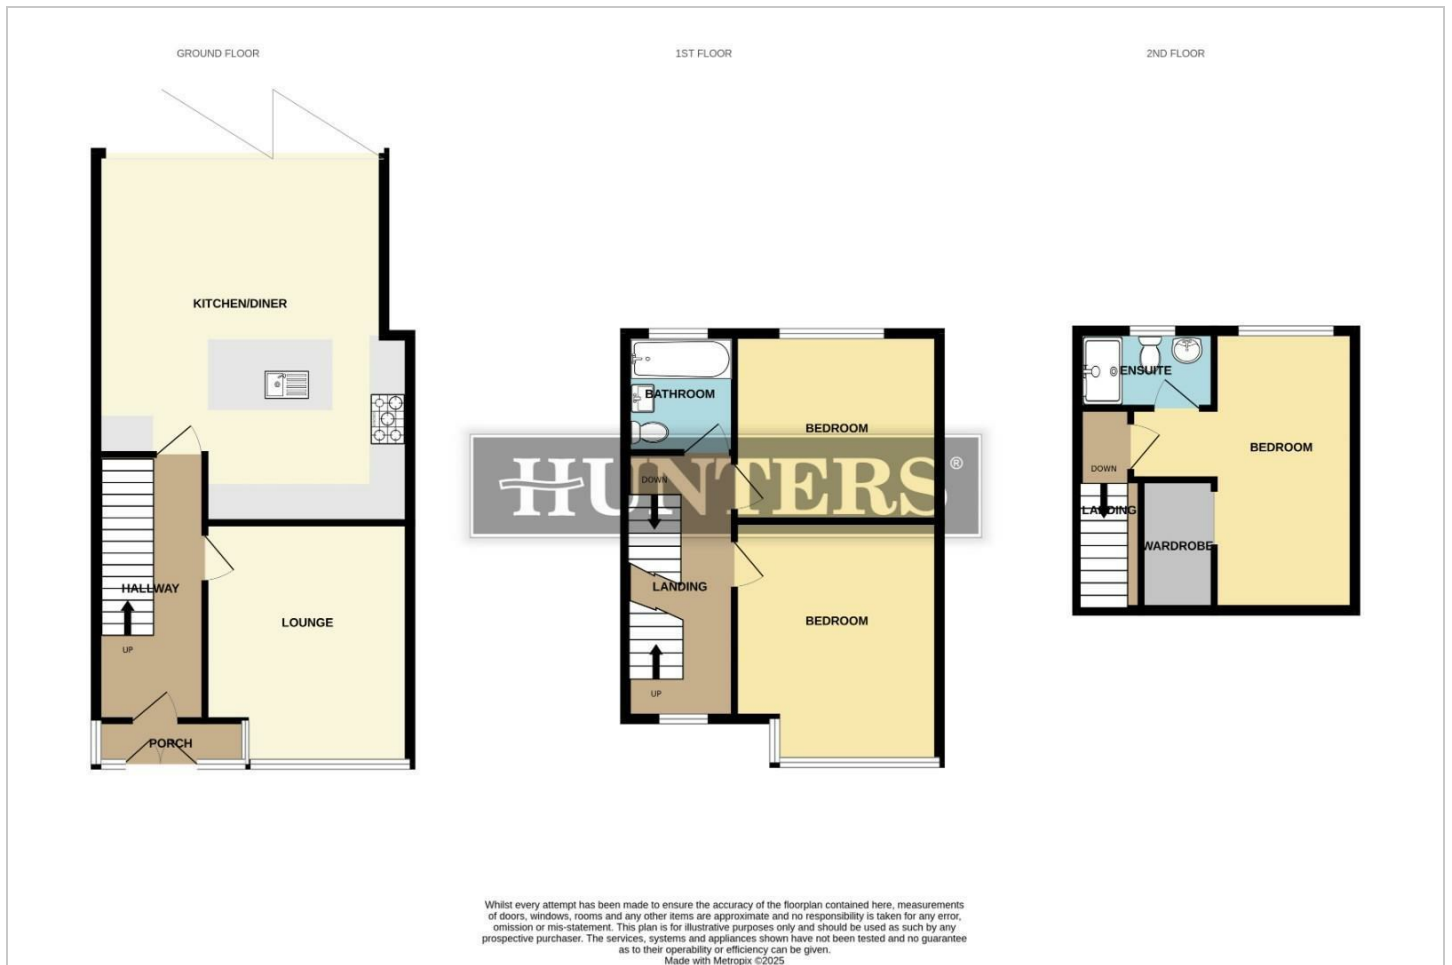 GROUND FLOOR
1ST FLOOR
2ND FLOOR
KITCHEN/DINER
HALLWAY
UP
LOUNGE
PORCH
BATHROOM
BEDROOM
DOWN
HUNTERS®
LANDING
BEDROOM
UP
ENSUITE
BEDROOM
DOWN
LANDING
WARDROBE
Whilst every attempt has been made to ensure the accuracy of the floorplan contained here, measurements
of doors, windows, rooms and any other items are approximate and no responsibility is taken for any error,
omission or mis-statement. This plan is for illustrative purposes only and should be used as such by any
prospective purchaser. The services, systems and appliances shown have not been tested and no guarantee
as to their operability or efficiency can be given.
Made with Metropix ©2025